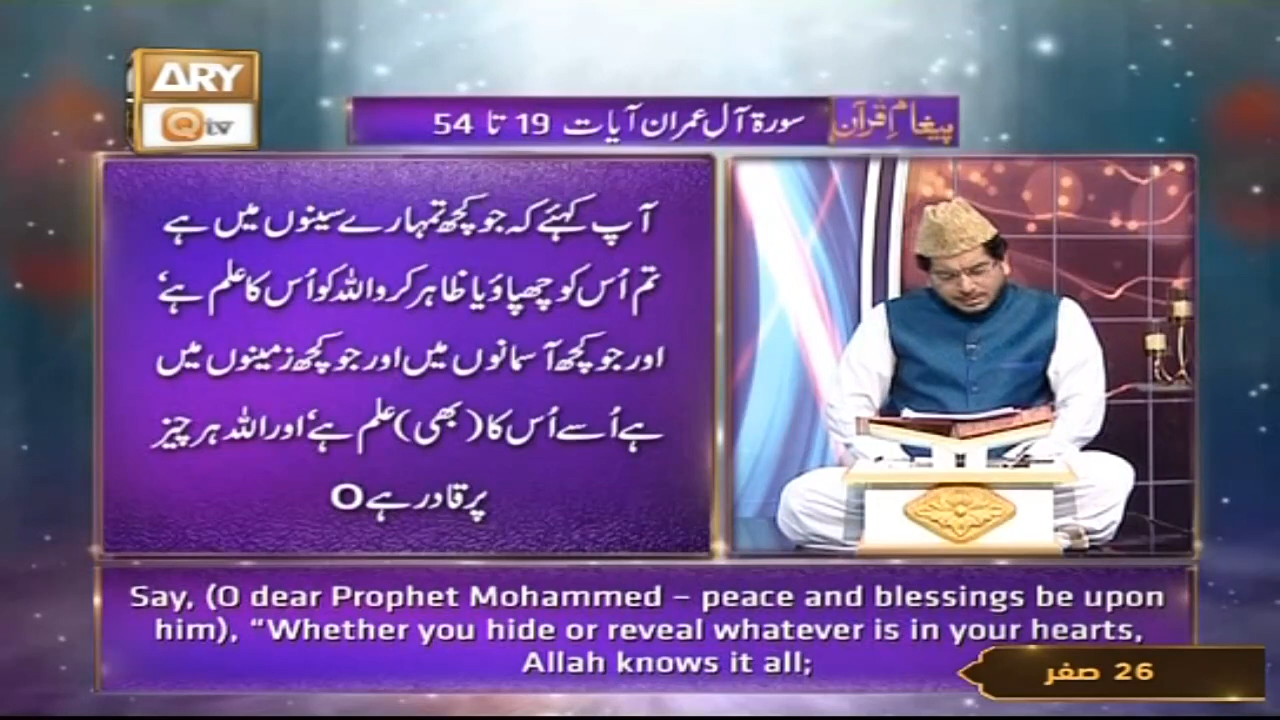 ARY
Qtv
پیغامِ قرآن
سورۃ آل عمران آیات 19 تا 54
آپ کہئے کہ جو کچھ تمہارے سینوں میں ہے
تم اُس کو چھپاؤ یا ظاہر کرو اللہ کو اُس کا علم ہے‘
اور جو کچھ آسمانوں میں اور جو کچھ زمینوں میں
ہے اُسے اُس کا (بھی) علم ہے‘ اور اللہ ہر چیز
پر قادر ہے O
Say, (O dear Prophet Mohammed – peace and blessings be upon
him), “Whether you hide or reveal whatever is in your hearts,
Allah knows it all;
26 صفر